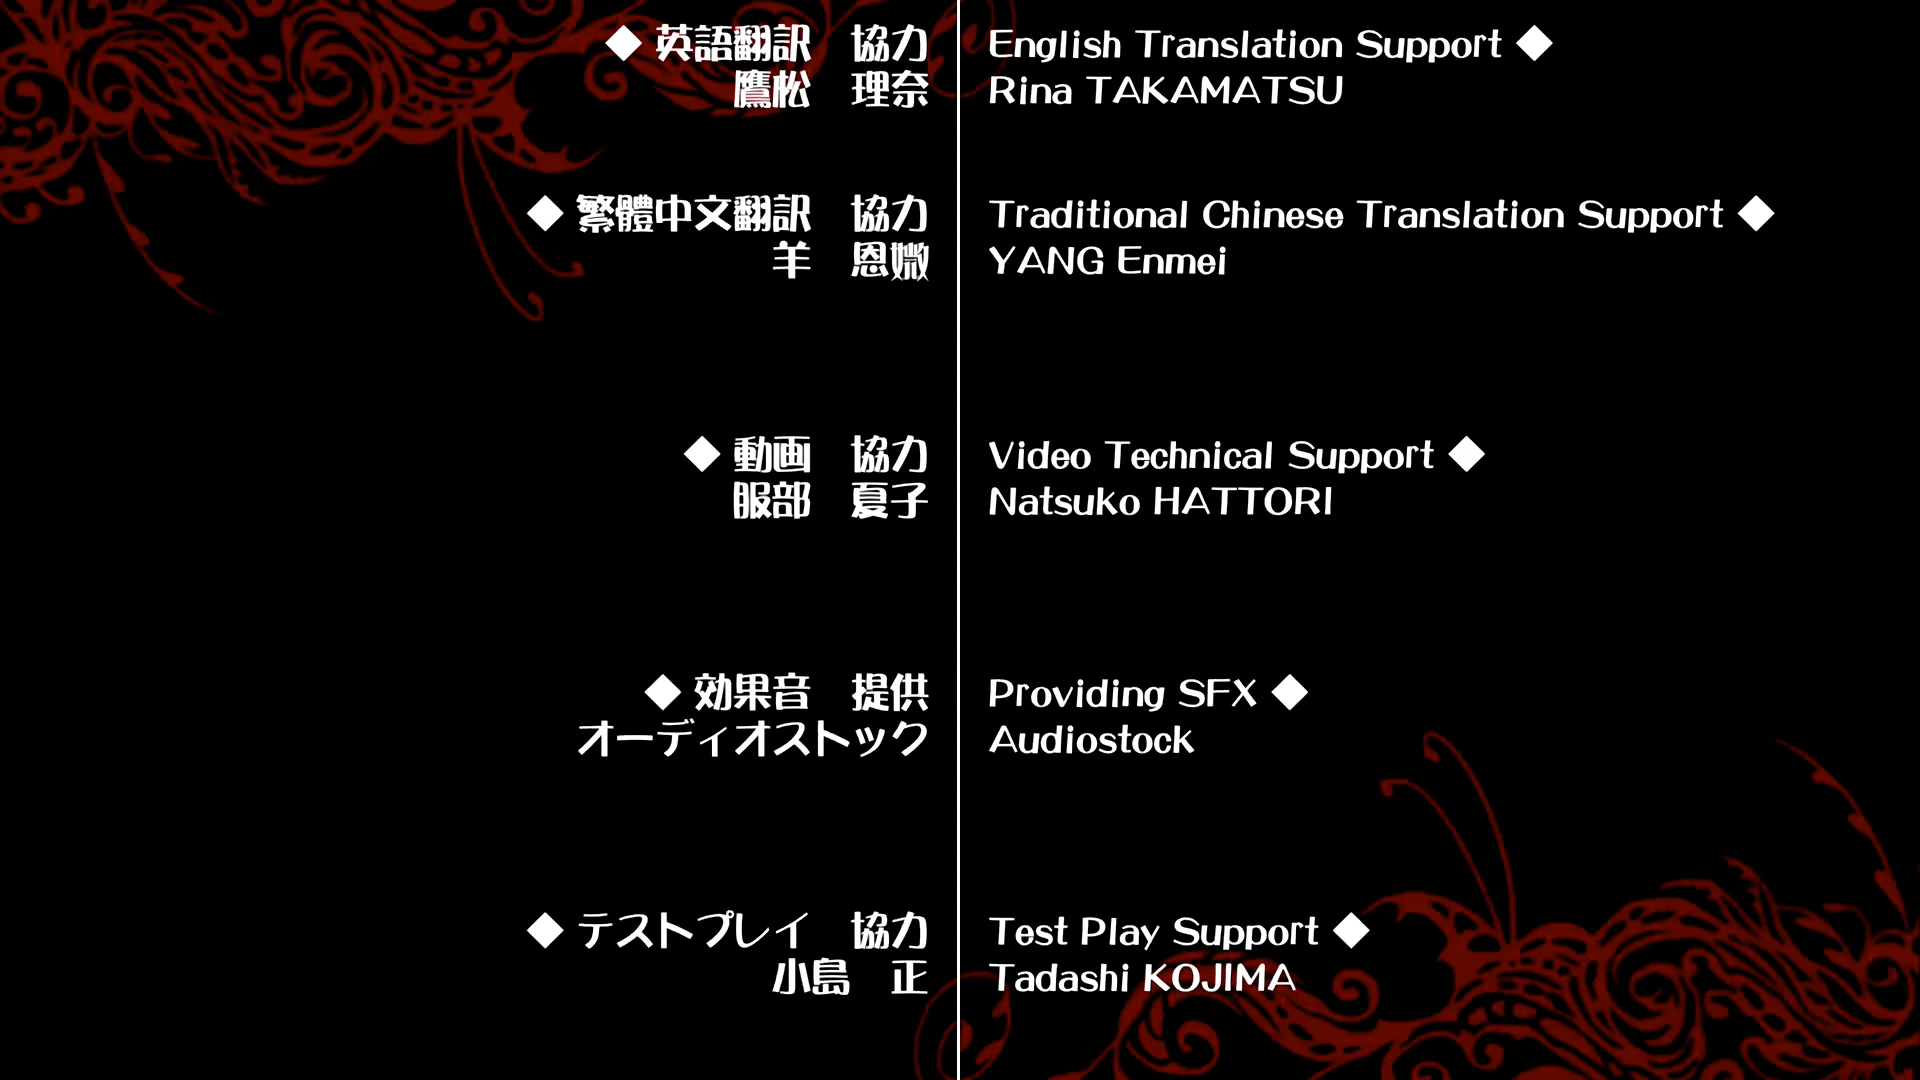 ◆ 英語翻訳　協力
鷹松　理奈
◆ 繁體中文翻訳　協力
羊　恩媺
◆ 動画　協力
服部　夏子
◆ 効果音　提供
オーディオストック
◆ テストプレイ　協力
小島　正
English Translation Support ◆
Rina TAKAMATSU
Traditional Chinese Translation Support ◆
YANG Enmei
Video Technical Support ◆
Natsuko HATTORI
Providing SFX ◆
Audiostock
Test Play Support ◆
Tadashi KOJIMA